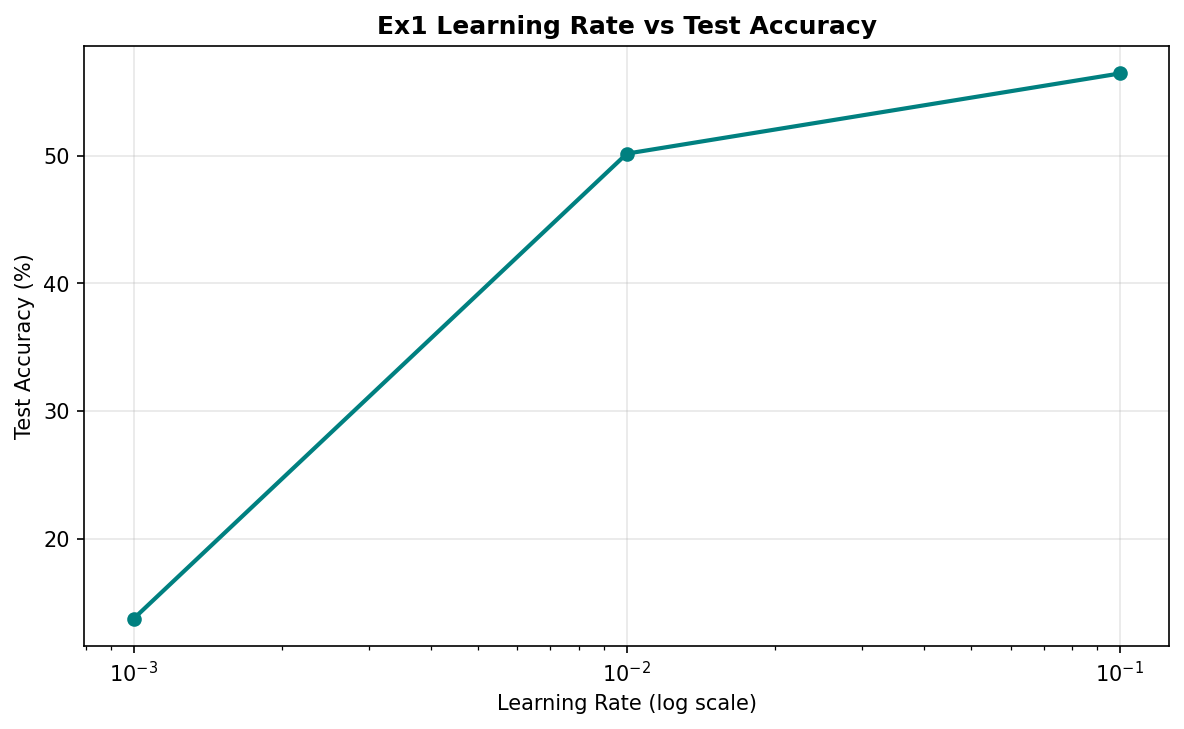 Ex1 Learning Rate vs Test Accuracy
Test Accuracy (%)
50
40
30
20
10⁻³ 10⁻² 10⁻¹
Learning Rate (log scale)